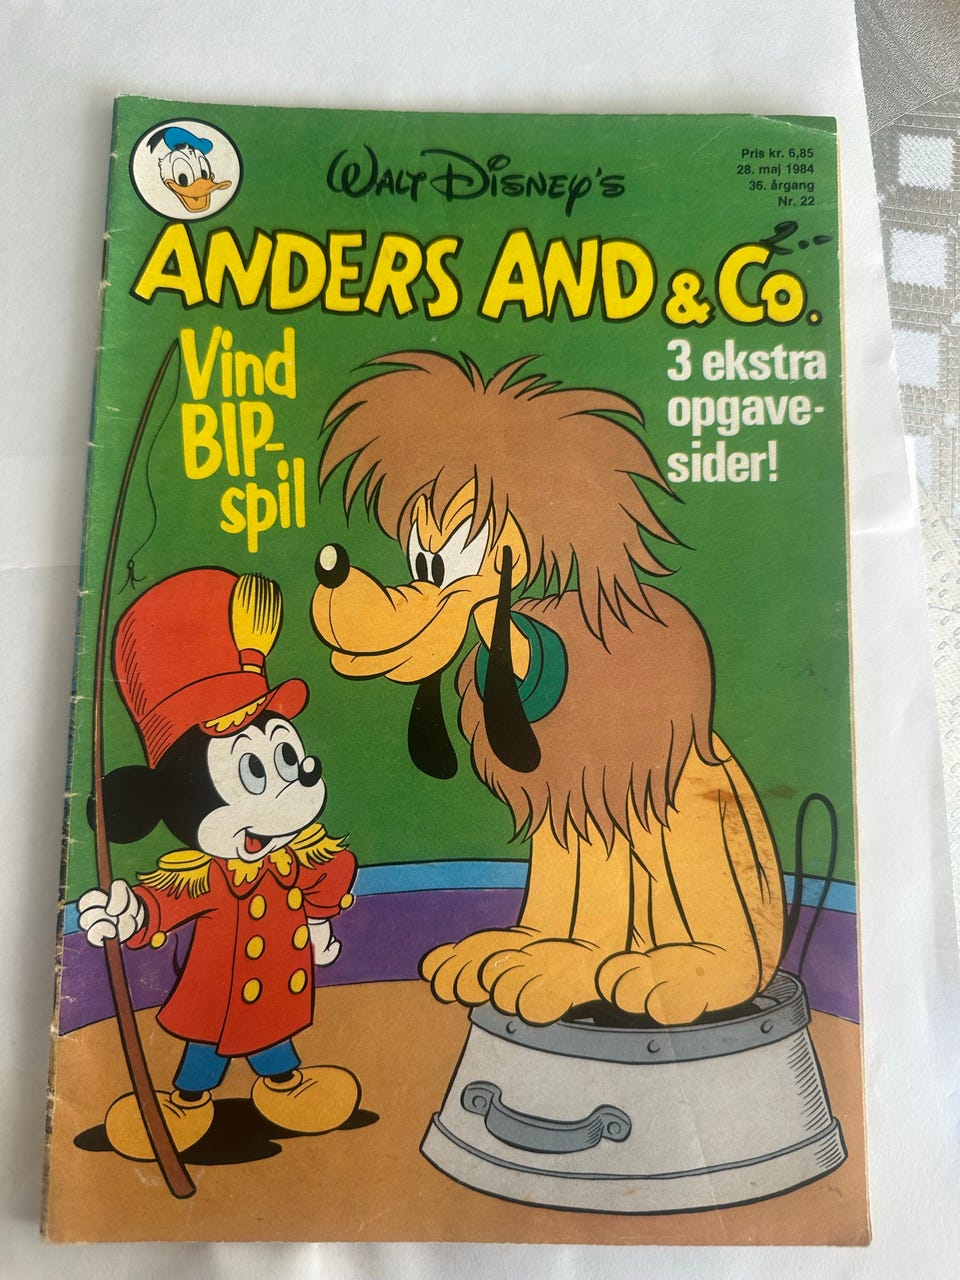 WALT DISNEY'S
Pris kr. 6,85
28. maj 1984
36. årgang
Nr. 22
2..-
ANDERS AND & Co.
Vind
BIP-
spil
3 ekstra
opgave-
sider!